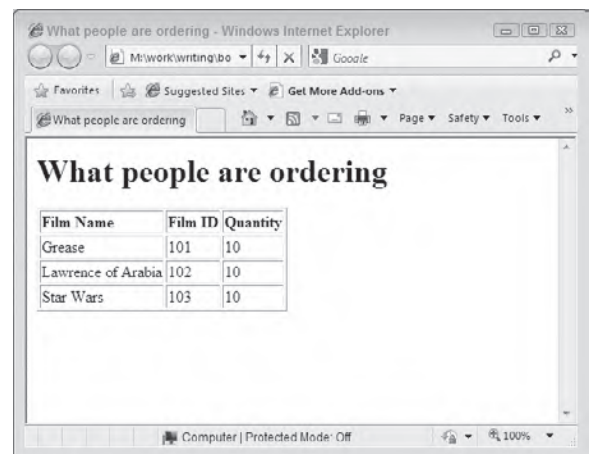 What people are ordering - Windows Internet Explorer
M:\work\writing\bo Google
Favorites Suggested Sites Get More Add-ons
What people are ordering Page Safety Tools »
What people are ordering
Film Name Film ID Quantity
Grease 101 10
Lawrence of Arabia 102 10
Star Wars 103 10
Computer | Protected Mode: Off 100%